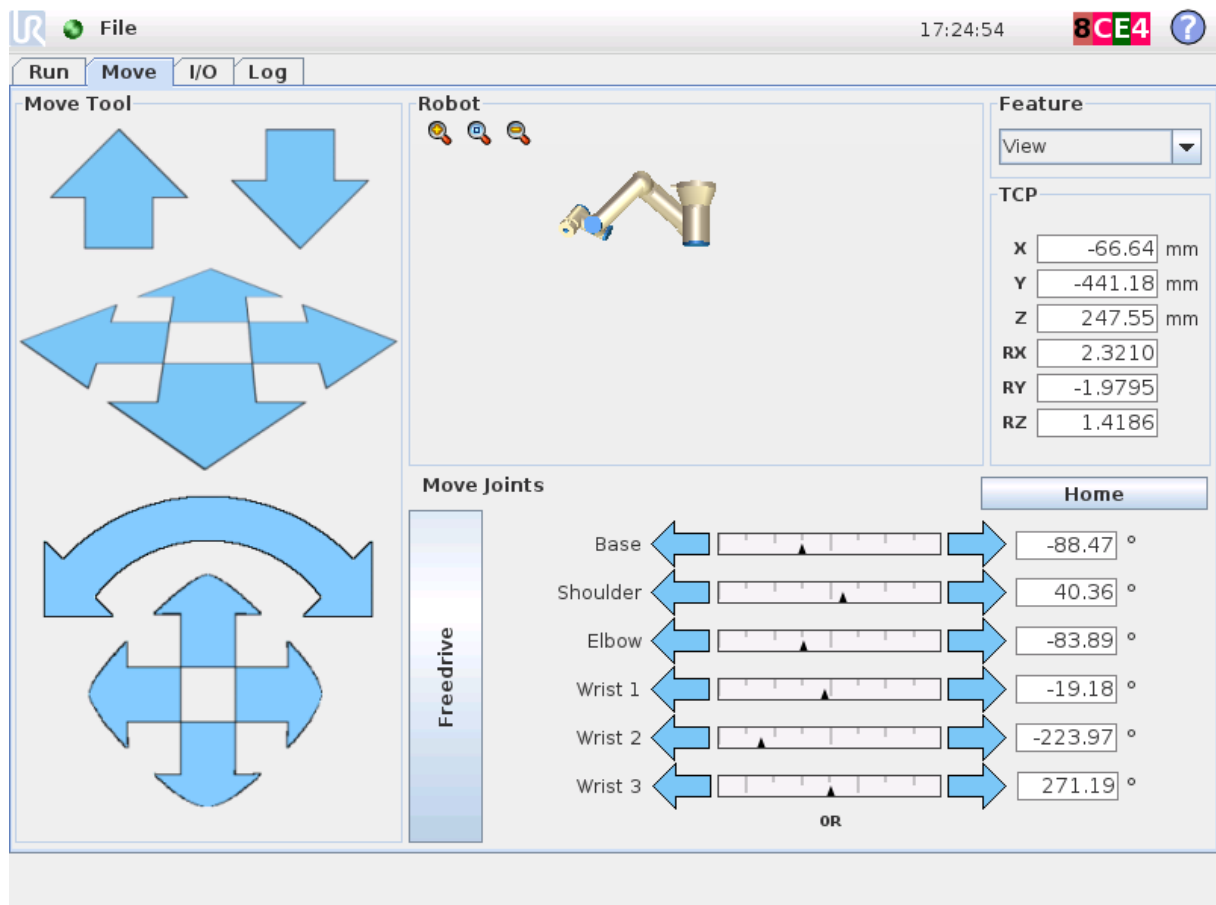 UR File 17:24:54 8CE4 ?
Run Move I/O Log
Move Tool
Robot
Feature
View
TCP
X -66.64 mm
Y -441.18 mm
Z 247.55 mm
RX 2.3210
RY -1.9795
RZ 1.4186
Move Joints
Home
Freedrive
Base -88.47 °
Shoulder 40.36 °
Elbow -83.89 °
Wrist 1 -19.18 °
Wrist 2 -223.97 °
Wrist 3 271.19 °
0R